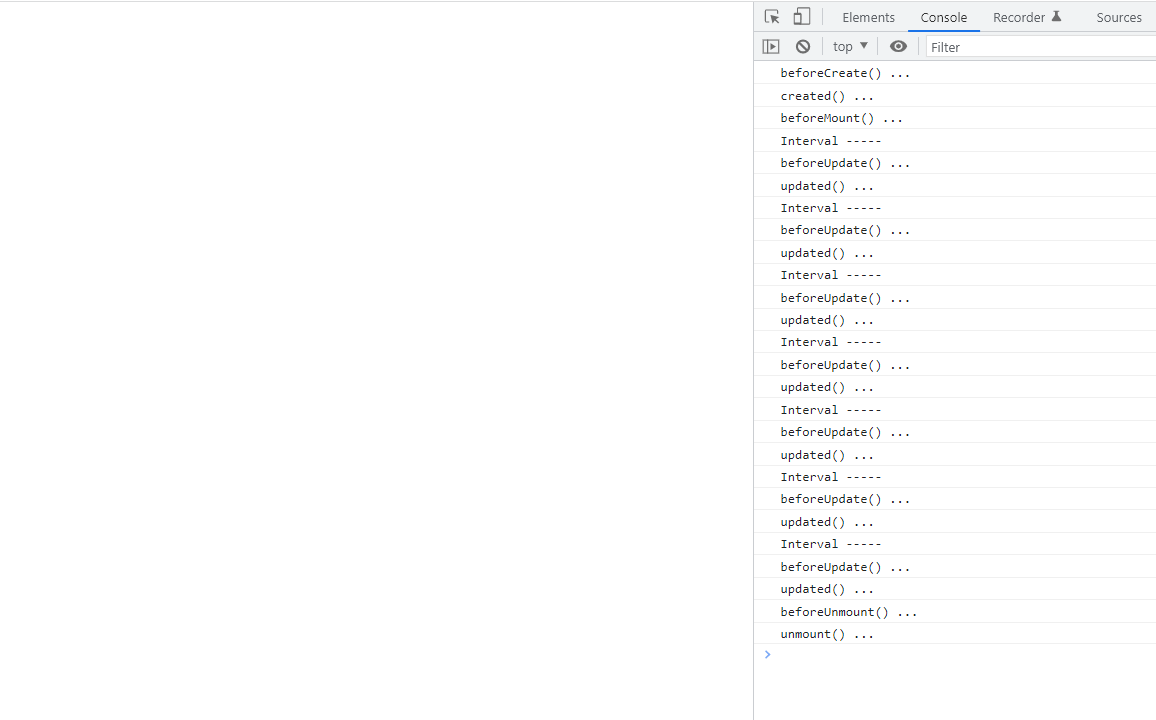 Elements Console Recorder Sources
top Filter
beforeCreate() ...
created() ...
beforeMount() ...
Interval -----
beforeUpdate() ...
updated() ...
Interval -----
beforeUpdate() ...
updated() ...
Interval -----
beforeUpdate() ...
updated() ...
Interval -----
beforeUpdate() ...
updated() ...
Interval -----
beforeUpdate() ...
updated() ...
Interval -----
beforeUpdate() ...
updated() ...
Interval -----
beforeUpdate() ...
updated() ...
beforeUnmount() ...
unmount() ...